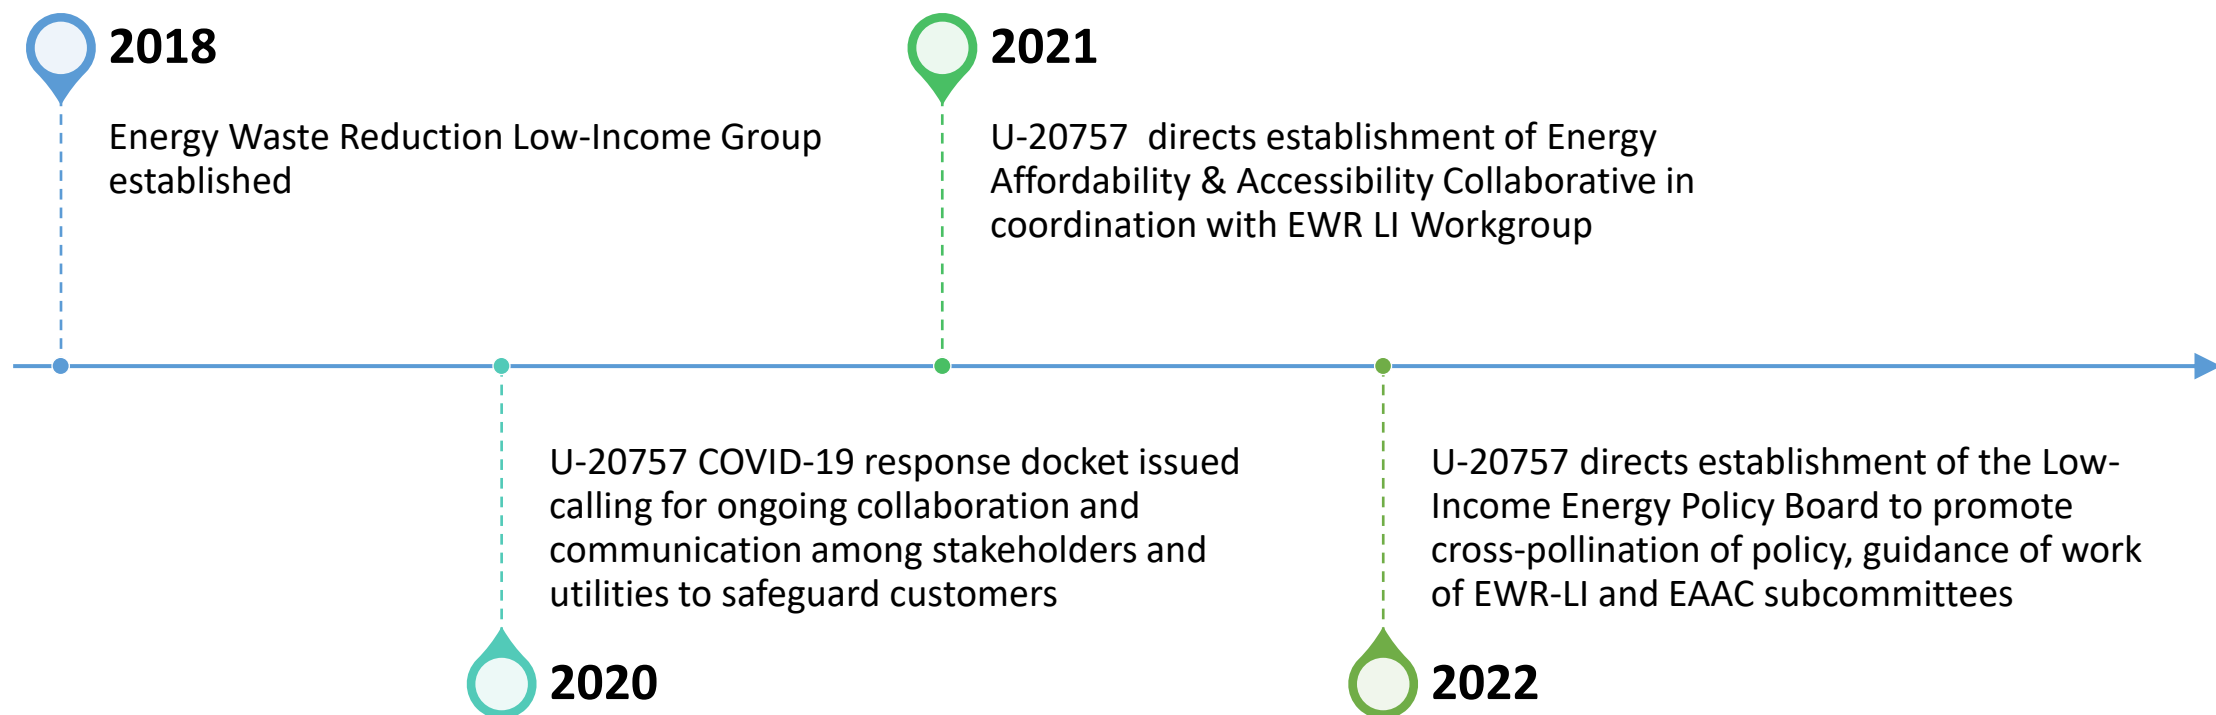 2018
Energy Waste Reduction Low-Income Group
established
2020
U-20757 COVID-19 response docket issued
calling for ongoing collaboration and
communication among stakeholders and
utilities to safeguard customers
2021
U-20757  directs establishment of Energy
Affordability & Accessibility Collaborative in
coordination with EWR LI Workgroup
2022
U-20757 directs establishment of the Low-
Income Energy Policy Board to promote
cross-pollination of policy, guidance of work
of EWR-LI and EAAC subcommittees